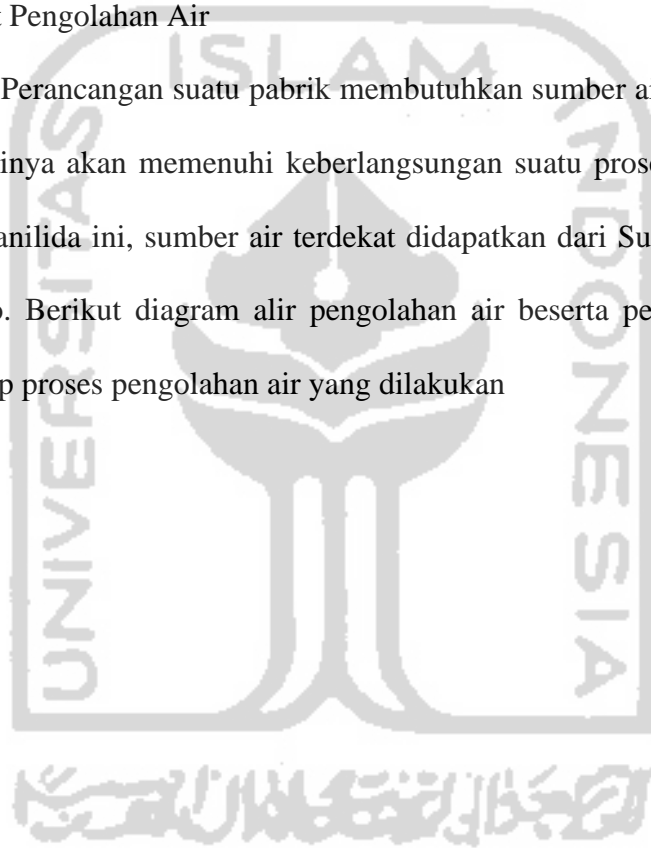 t Pengolahan Air
Perancangan suatu pabrik membutuhkan sumber a
inya akan memenuhi keberlangsungan suatu pros
anilida ini, sumber air terdekat didapatkan dari Su
. Berikut diagram alir pengolahan air beserta pe
p proses pengolahan air yang dilakukan
ISLAM
UNIVERSITAS
INDONESIA